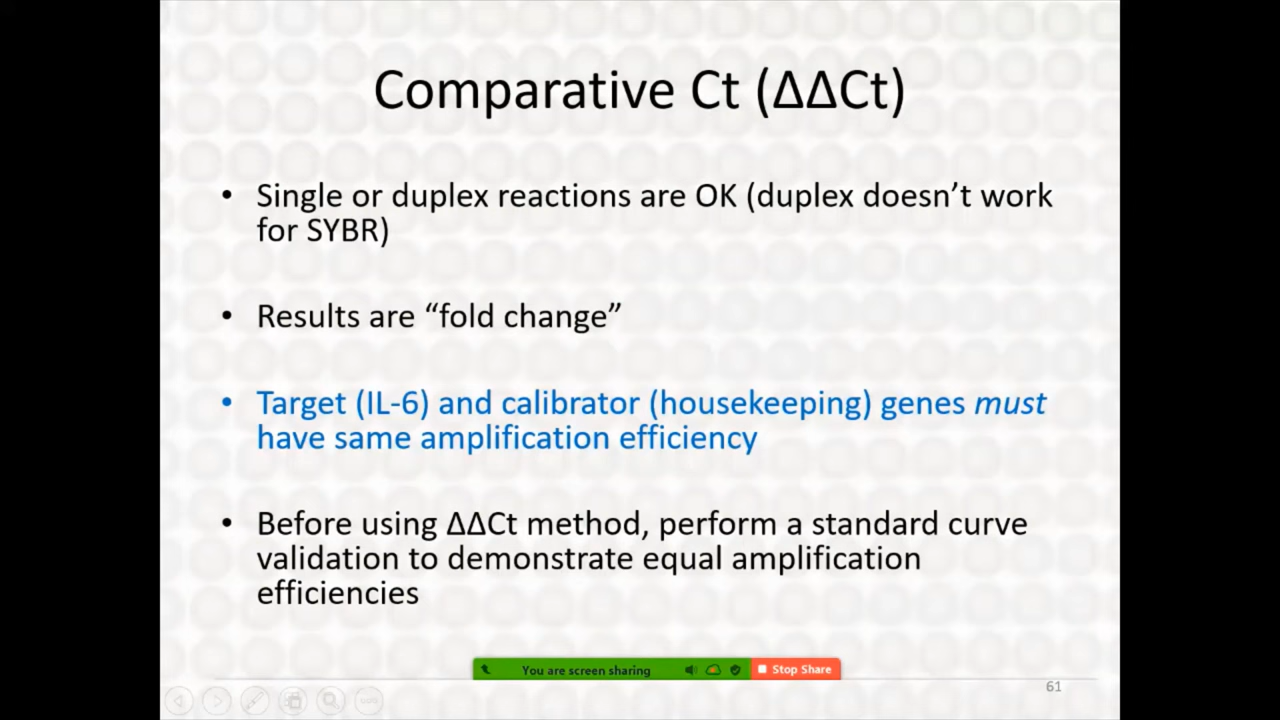 Comparative Ct (ΔΔCt)
• Single or duplex reactions are OK (duplex doesn’t work
for SYBR)
• Results are “fold change”
• Target (IL-6) and calibrator (housekeeping) genes must
have same amplification efficiency
• Before using ΔΔCt method, perform a standard curve
validation to demonstrate equal amplification
efficiencies
You are screen sharing
Stop Share
61